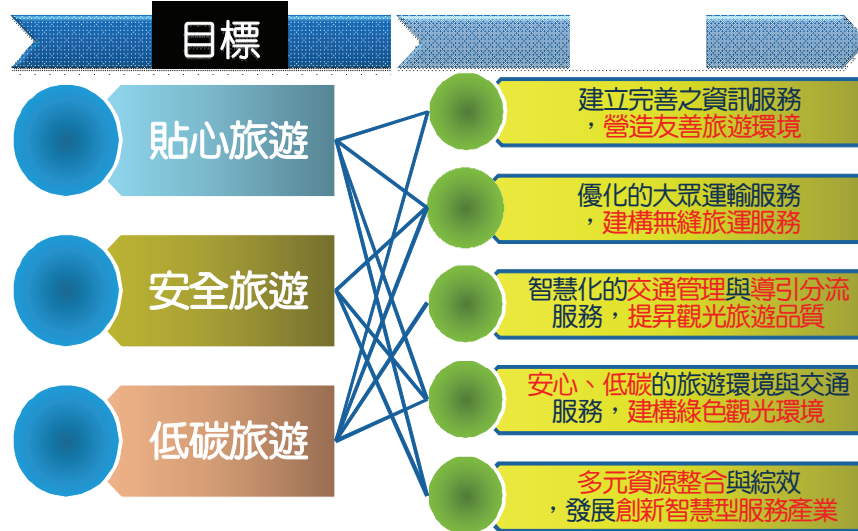 目標
貼心旅遊
安全旅遊
低碳旅遊
建立完善之資訊服務
，營造友善旅遊環境
優化的大眾運輸服務
，建構無縫旅運服務
智慧化的交通管理與導引分流
服務，提昇觀光旅遊品質
安心、低碳的旅遊環境與交通
服務，建構綠色觀光環境
多元資源整合與綜效
，發展創新智慧型服務產業